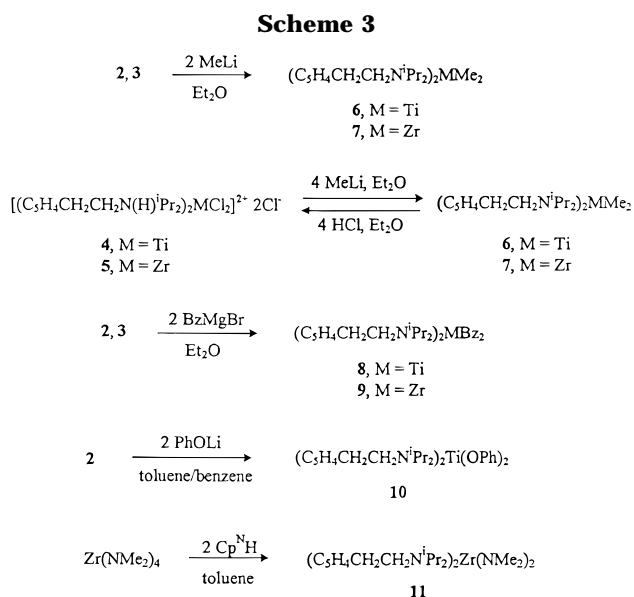 Scheme 3
2, 3 2 MeLi Et₂O (C₅H₄CH₂CH₂NⁱPr₂)₂MMe₂
6, M = Ti
7, M = Zr
[(C₅H₄CH₂CH₂N(H)ⁱPr₂)₂MCl₂]²⁺ 2Cl⁻ 4 MeLi, Et₂O 4 HCl, Et₂O (C₅H₄CH₂CH₂NⁱPr₂)₂MMe₂
4, M = Ti 6, M = Ti
5, M = Zr 7, M = Zr
2, 3 2 BzMgBr Et₂O (C₅H₄CH₂CH₂NⁱPr₂)₂MBz₂
8, M = Ti
9, M = Zr
2 2 PhOLi toluene/benzene (C₅H₄CH₂CH₂NⁱPr₂)₂Ti(OPh)₂
10
Zr(NMe₂)₄ 2 CpᴺH toluene (C₅H₄CH₂CH₂NⁱPr₂)₂Zr(NMe₂)₂
11